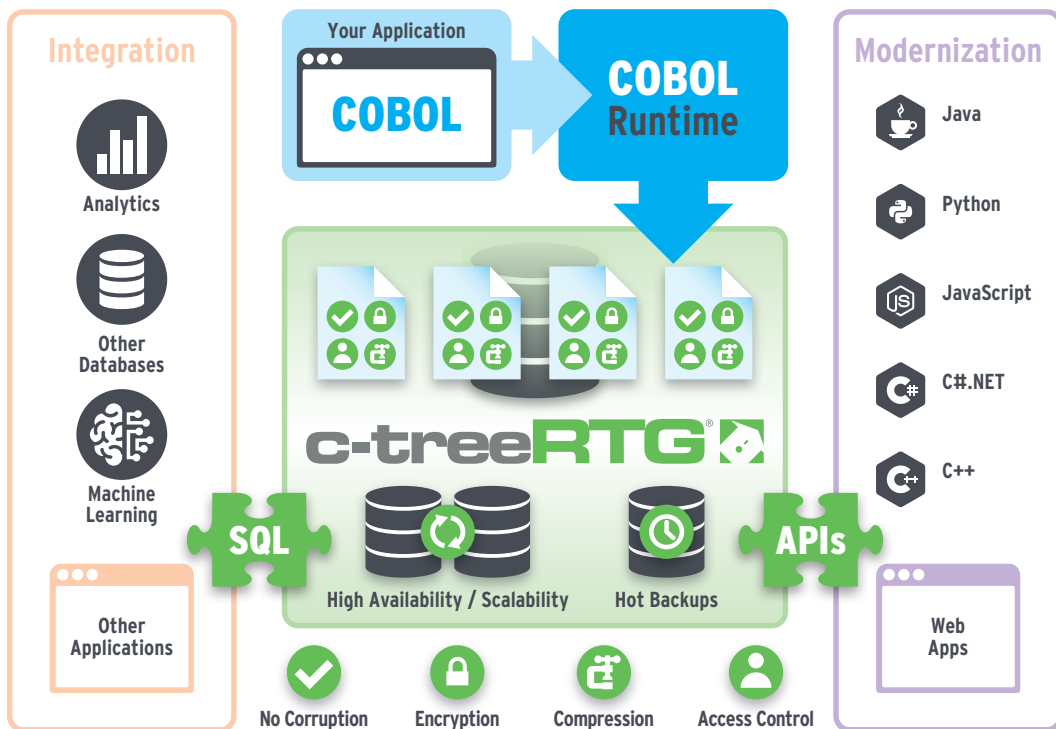 Integration
Analytics
Other
Databases
Machine
Learning
Other
Applications
Your Application
COBOL
COBOL
Runtime
c-treeRTG®
SQL
APIs
High Availability / Scalability
Hot Backups
No Corruption
Encryption
Compression
Access Control
Modernization
Java
Python
JS
JavaScript
C#
C#.NET
C++
C++
Web
Apps